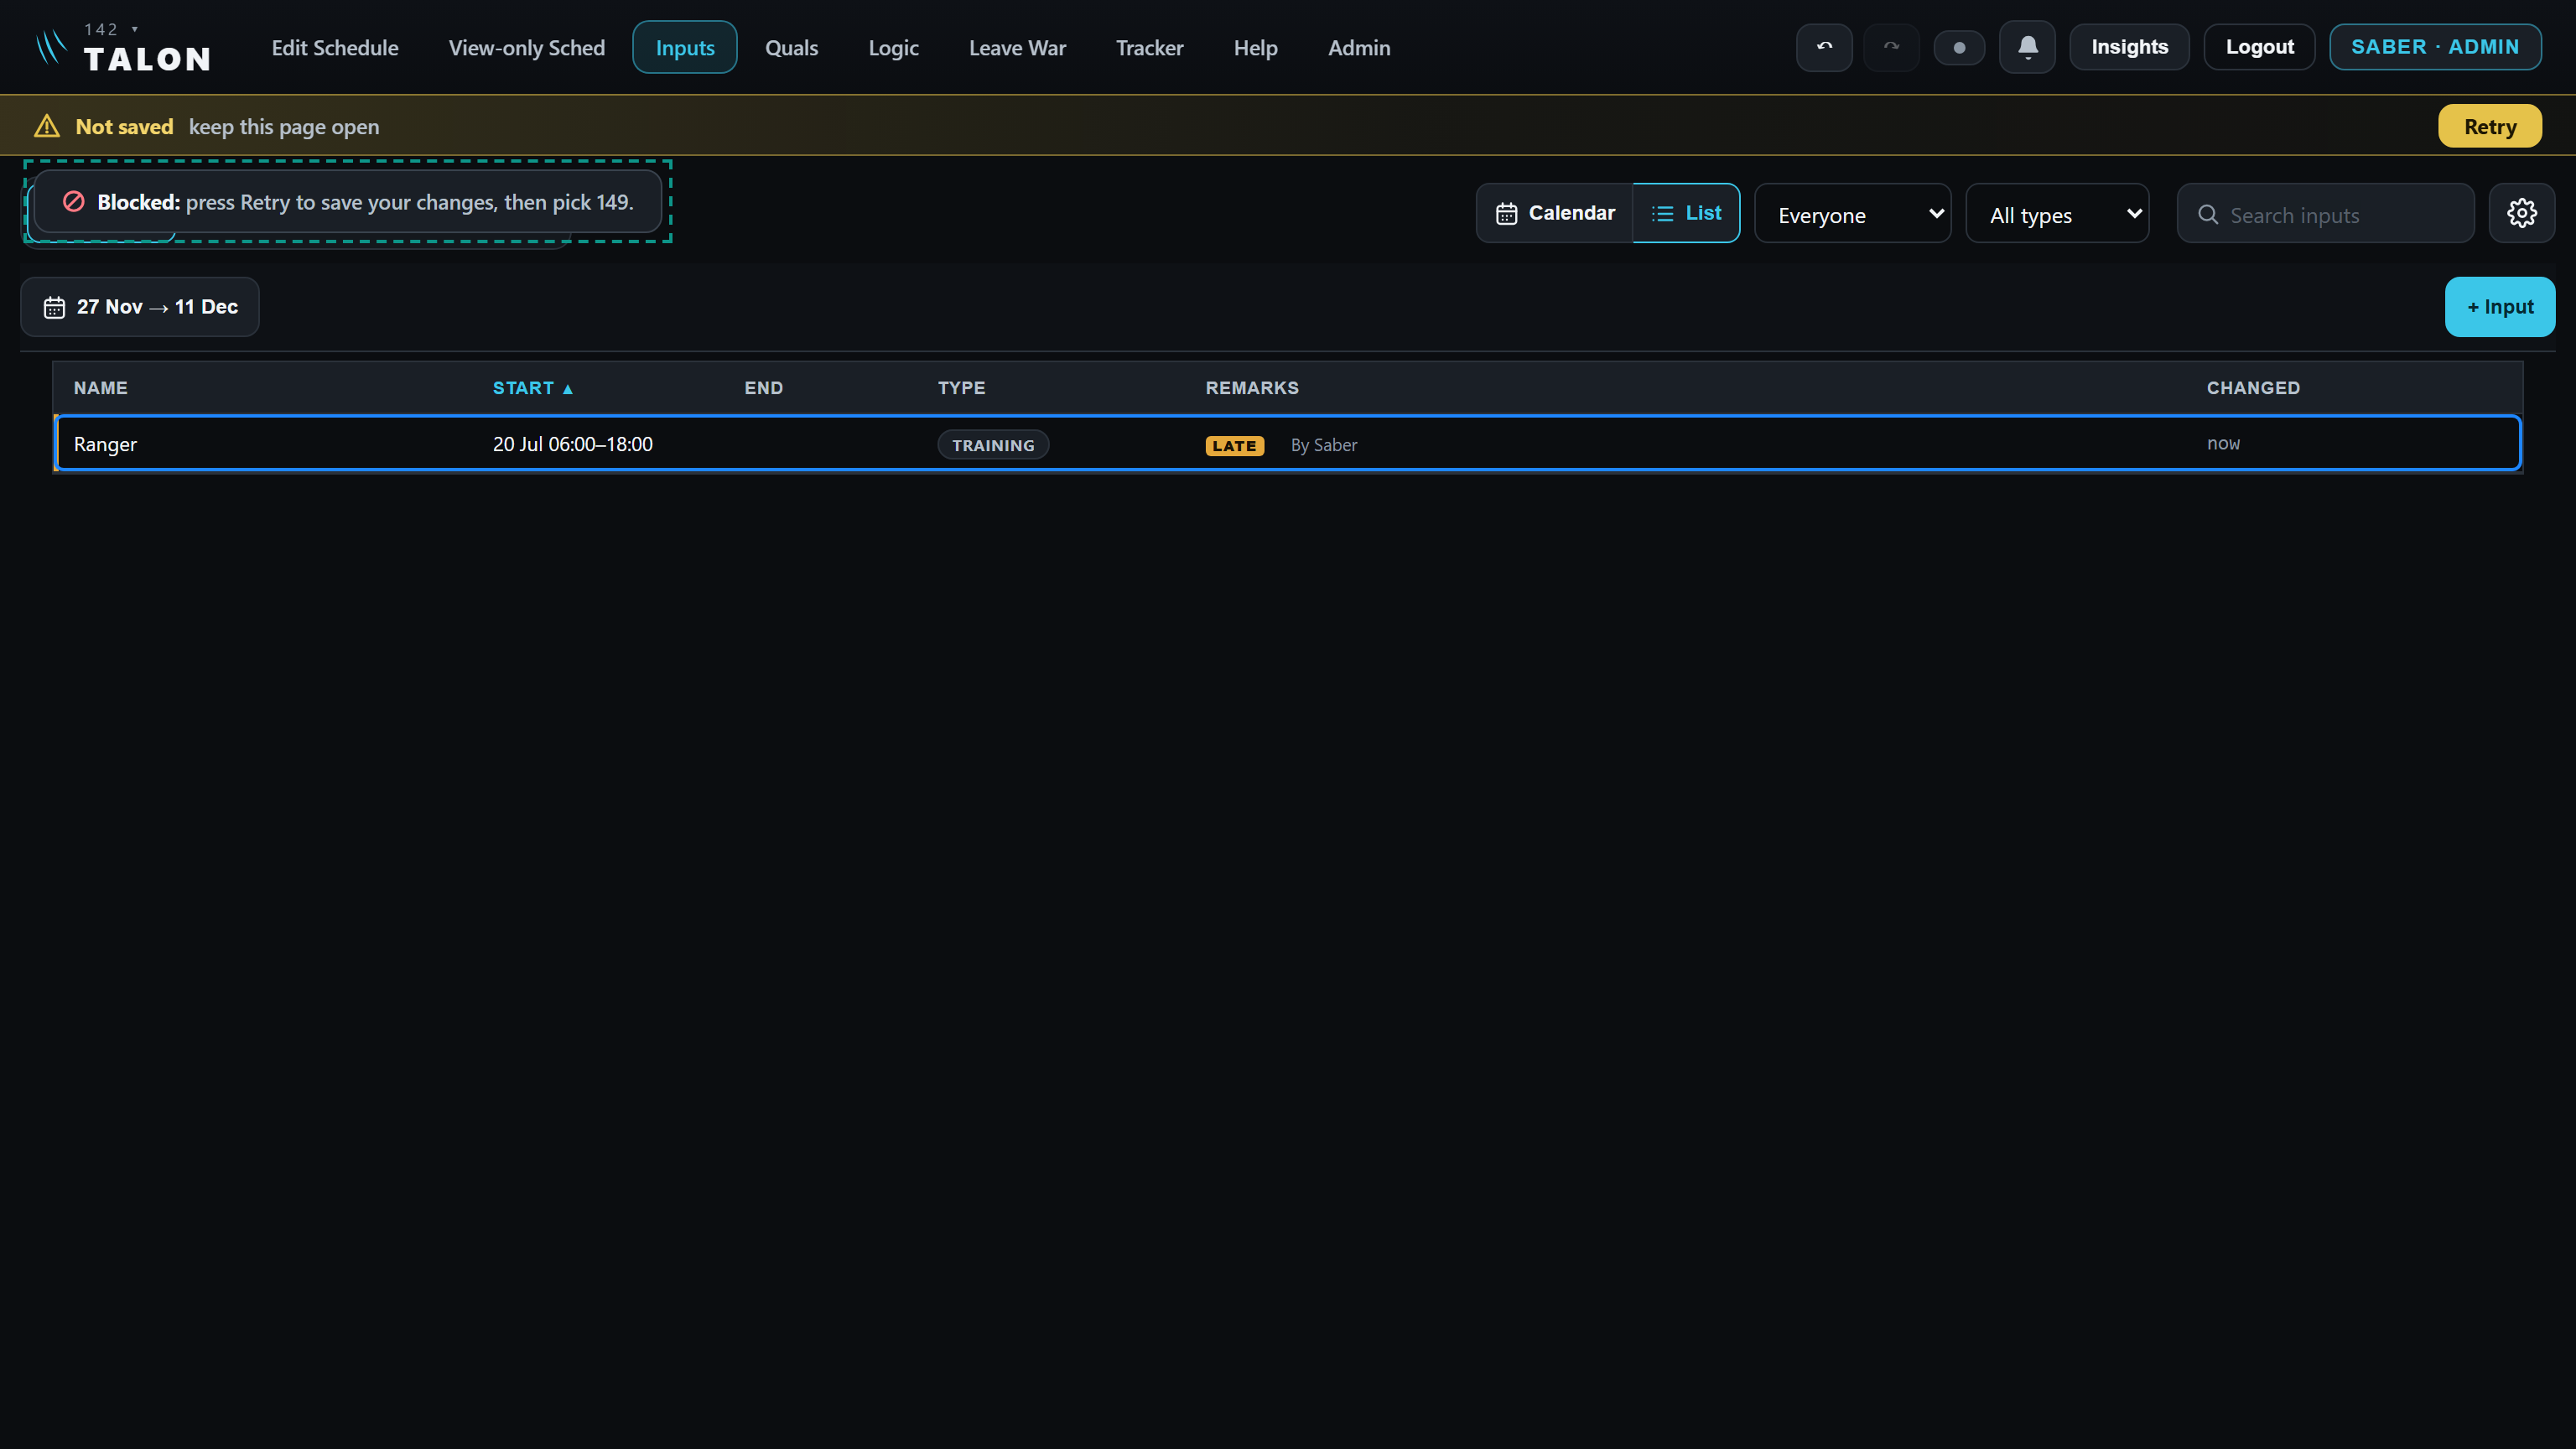 142 ▾
TALON
Edit Schedule
View-only Sched
Inputs
Quals
Logic
Leave War
Tracker
Help
Admin
Insights
Logout
SABER · ADMIN
Not saved keep this page open
Retry
Blocked: press Retry to save your changes, then pick 149.
Calendar
List
Everyone
All types
Search inputs
27 Nov → 11 Dec
+ Input
NAME START ▲ END TYPE REMARKS CHANGED
Ranger 20 Jul 06:00–18:00 TRAINING LATE By Saber now